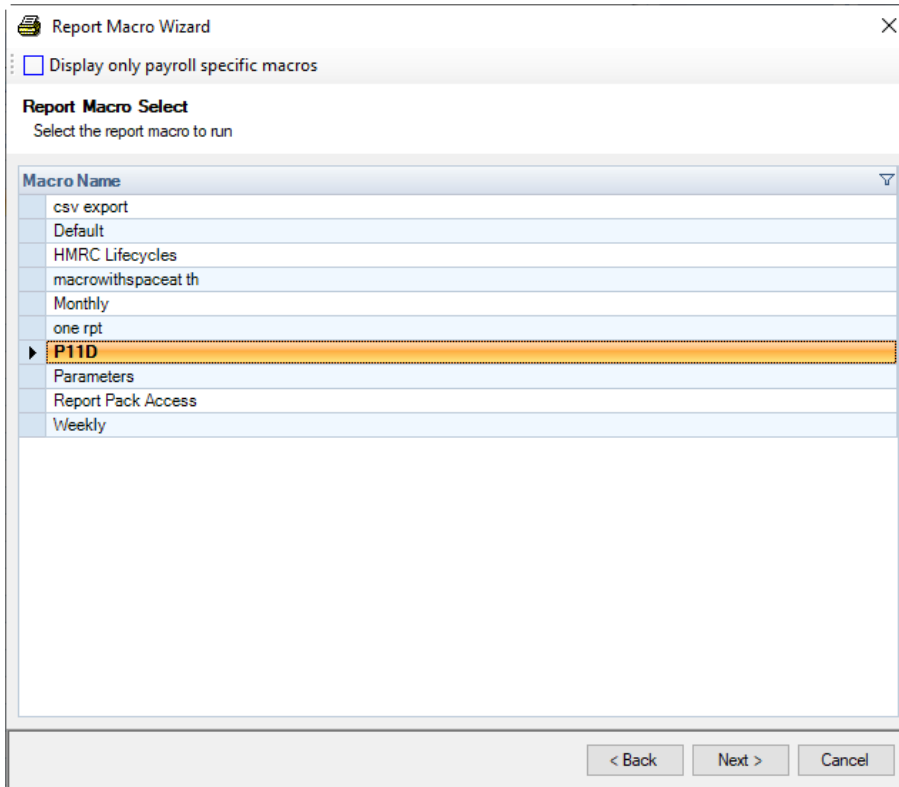 Report Macro Wizard
Display only payroll specific macros
Report Macro Select
Select the report macro to run
Macro Name
csv export
Default
HMRC Lifecycles
macrowithspaceat th
Monthly
one rpt
P11D
Parameters
Report Pack Access
Weekly
< Back Next > Cancel